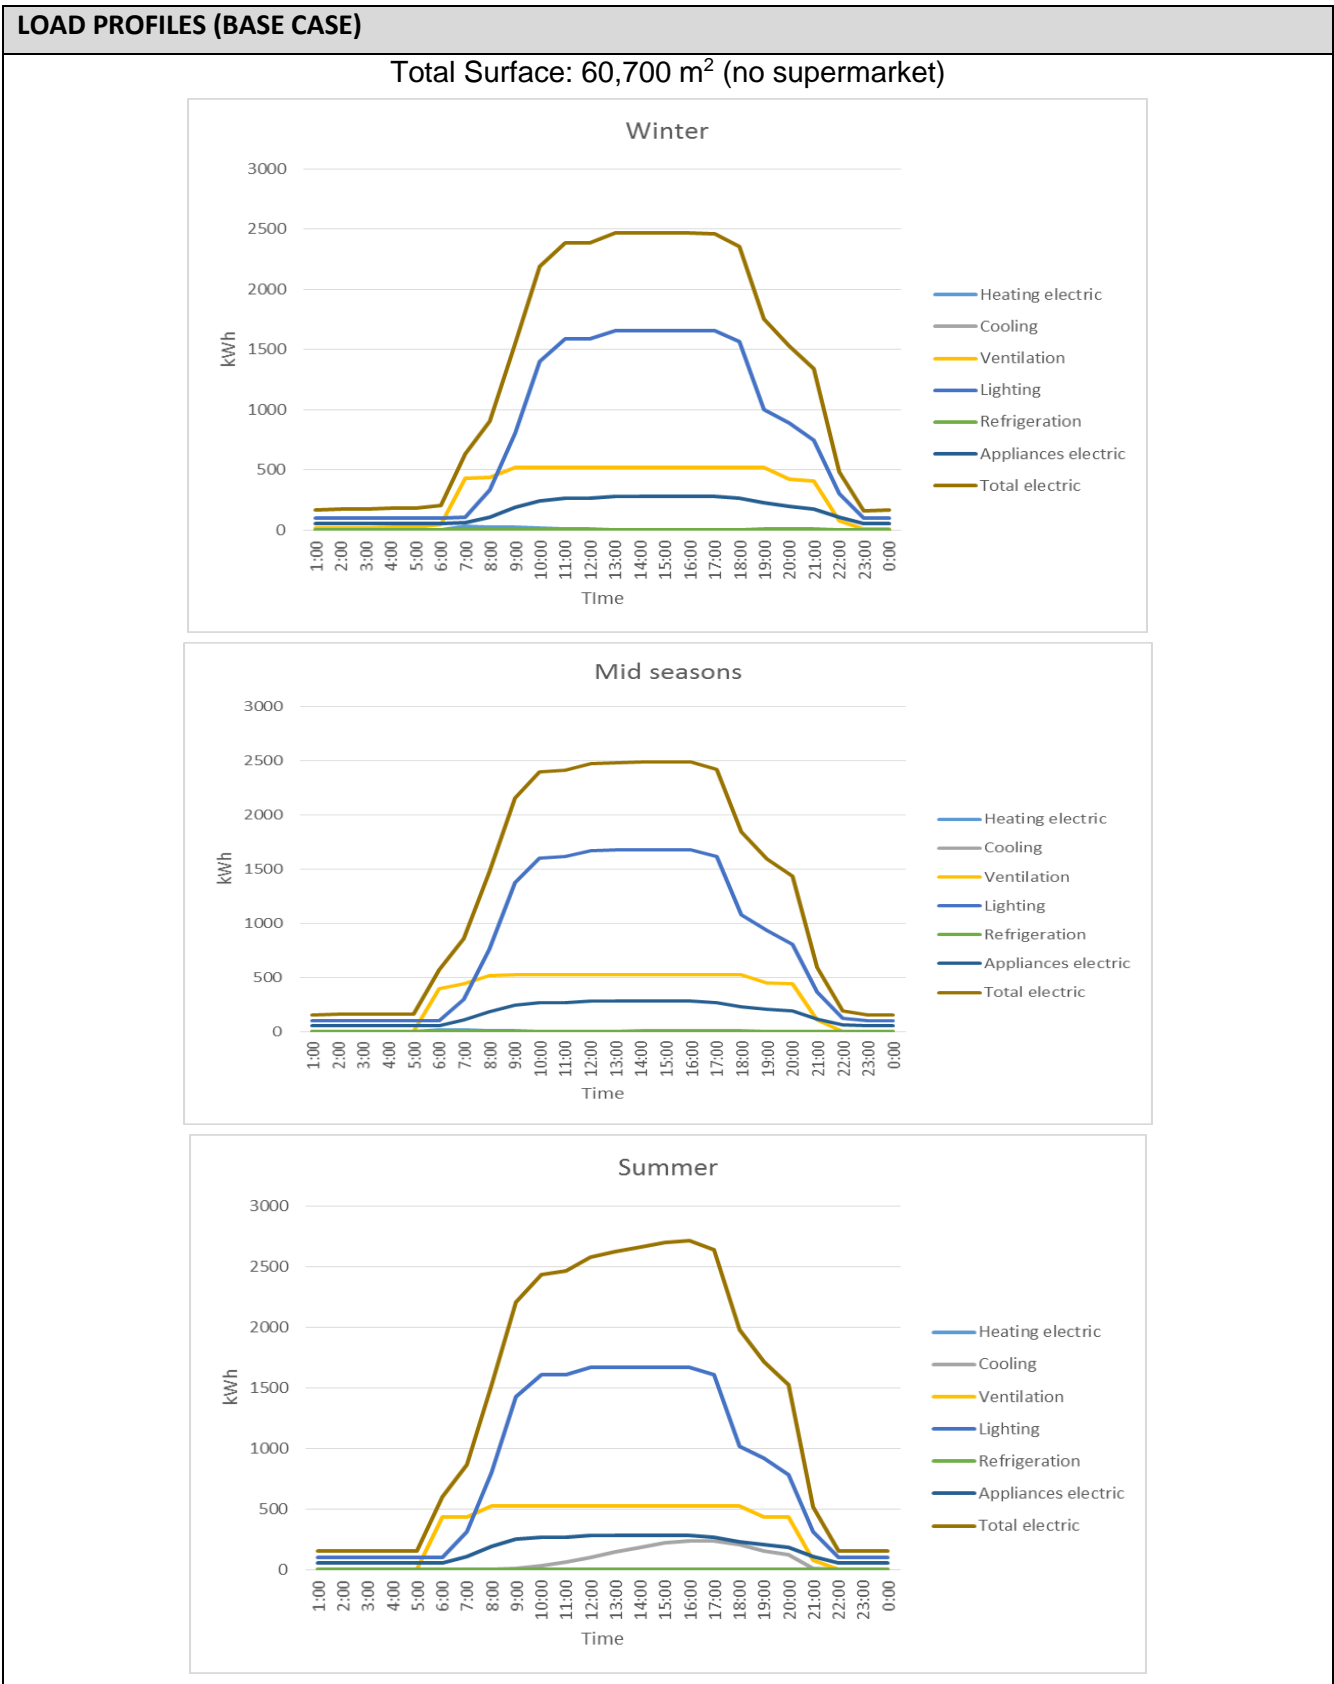 LOAD PROFILES (BASE CASE)
Total Surface: 60,700 m² (no supermarket)
Winter
3000
2500
2000
1500
1000
500
0
kWh
1:00 2:00 3:00 4:00 5:00 6:00 7:00 8:00 9:00 10:00 11:00 12:00 13:00 14:00 15:00 16:00 17:00 18:00 19:00 20:00 21:00 22:00 23:00 0:00
TIme
Heating electric
Cooling
Ventilation
Lighting
Refrigeration
Appliances electric
Total electric
Mid seasons
3000
2500
2000
1500
1000
500
0
kWh
1:00 2:00 3:00 4:00 5:00 6:00 7:00 8:00 9:00 10:00 11:00 12:00 13:00 14:00 15:00 16:00 17:00 18:00 19:00 20:00 21:00 22:00 23:00 0:00
Time
Heating electric
Cooling
Ventilation
Lighting
Refrigeration
Appliances electric
Total electric
Summer
3000
2500
2000
1500
1000
500
0
kWh
1:00 2:00 3:00 4:00 5:00 6:00 7:00 8:00 9:00 10:00 11:00 12:00 13:00 14:00 15:00 16:00 17:00 18:00 19:00 20:00 21:00 22:00 23:00 0:00
Time
Heating electric
Cooling
Ventilation
Lighting
Refrigeration
Appliances electric
Total electric